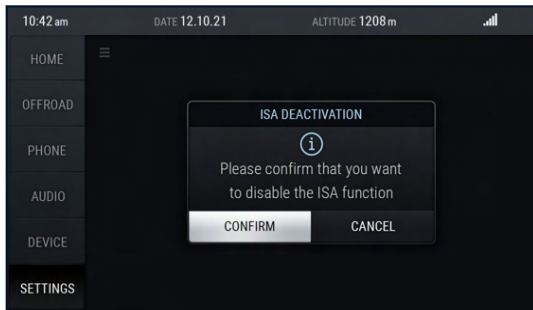 10:42 am DATE 12.10.21 ALTITUDE 1208 m
HOME
OFFROAD
PHONE
AUDIO
DEVICE
SETTINGS
ISA DEACTIVATION
Please confirm that you want
to disable the ISA function
CONFIRM CANCEL